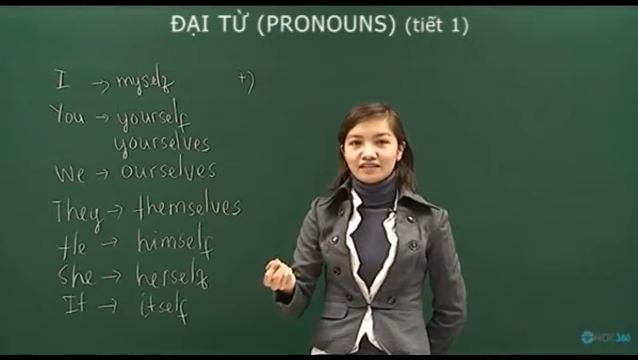 ĐẠI TỪ (PRONOUNS) (tiết 1)
I → myself
+)
You → yourself
yourselves
We → ourselves
They → themselves
He → himself
She → herself
It → itself
HOC360